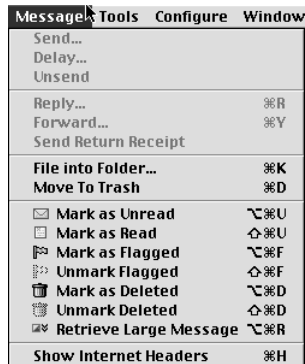 Message Tools Configure Window
Send...
Delay...
Unsend
Reply... ⌘R
Forward... ⌘Y
Send Return Receipt
File into Folder... ⌘K
Move To Trash ⌘D
Mark as Unread ⌥⌘U
Mark as Read ⇧⌘U
Mark as Flagged ⌥⌘F
Unmark Flagged ⇧⌘F
Mark as Deleted ⌥⌘D
Unmark Deleted ⇧⌘D
Retrieve Large Message ⌥⌘R
Show Internet Headers ⌘H